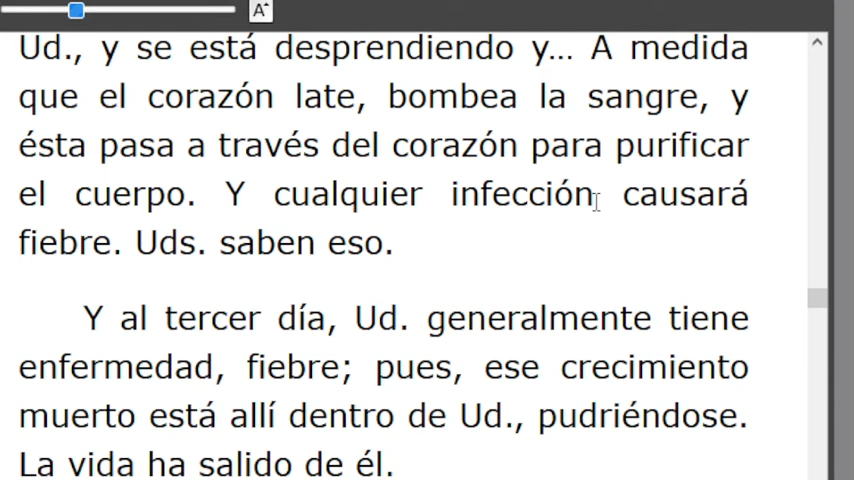 A
Ud., y se está desprendiendo y... A medida
que el corazón late, bombea la sangre, y
ésta pasa a través del corazón para purificar
el cuerpo. Y cualquier infección causará
fiebre. Uds. saben eso.
Y al tercer día, Ud. generalmente tiene
enfermedad, fiebre; pues, ese crecimiento
muerto está allí dentro de Ud., pudriéndose.
La vida ha salido de él.